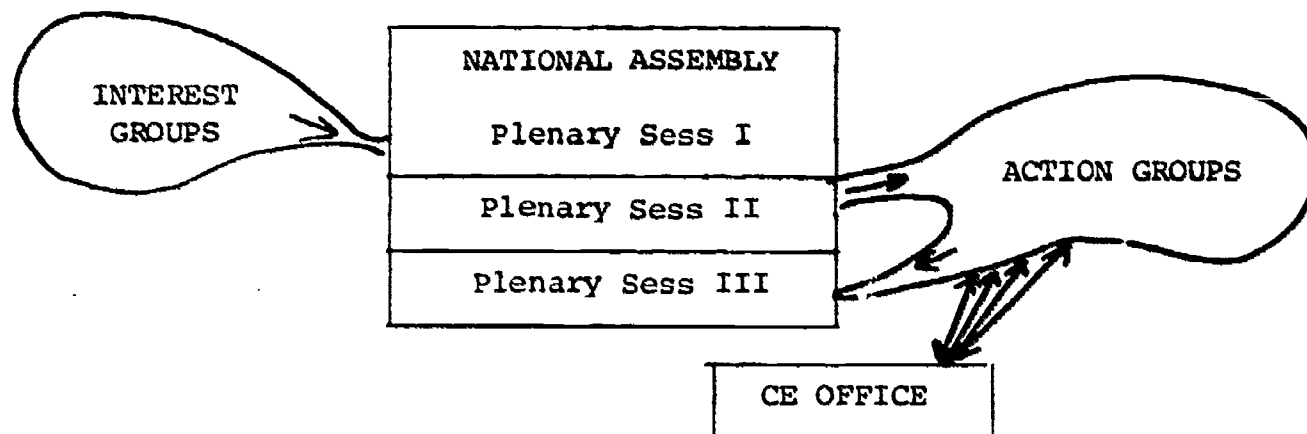 INTEREST
GROUPS
NATIONAL ASSEMBLY
Plenary Sess I
Plenary Sess II
Plenary Sess III
ACTION GROUPS
CE OFFICE